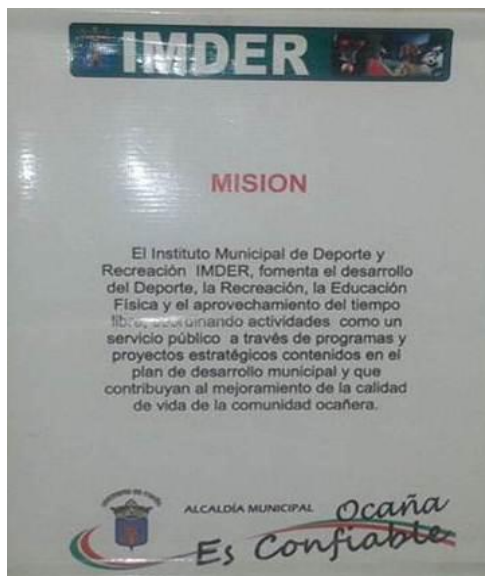 IMDER
MISION
El Instituto Municipal de Deporte y
Recreación IMDER, fomenta el desarrollo
del Deporte, la Recreación, la Educación
Física y el aprovechamiento del tiempo
libre, coordinando actividades como un
servicio público a través de programas y
proyectos estratégicos contenidos en el
plan de desarrollo municipal y que
contribuyan al mejoramiento de la calidad
de vida de la comunidad ocañera.
ALCALDÍA MUNICIPAL Ocaña
Es Confiable